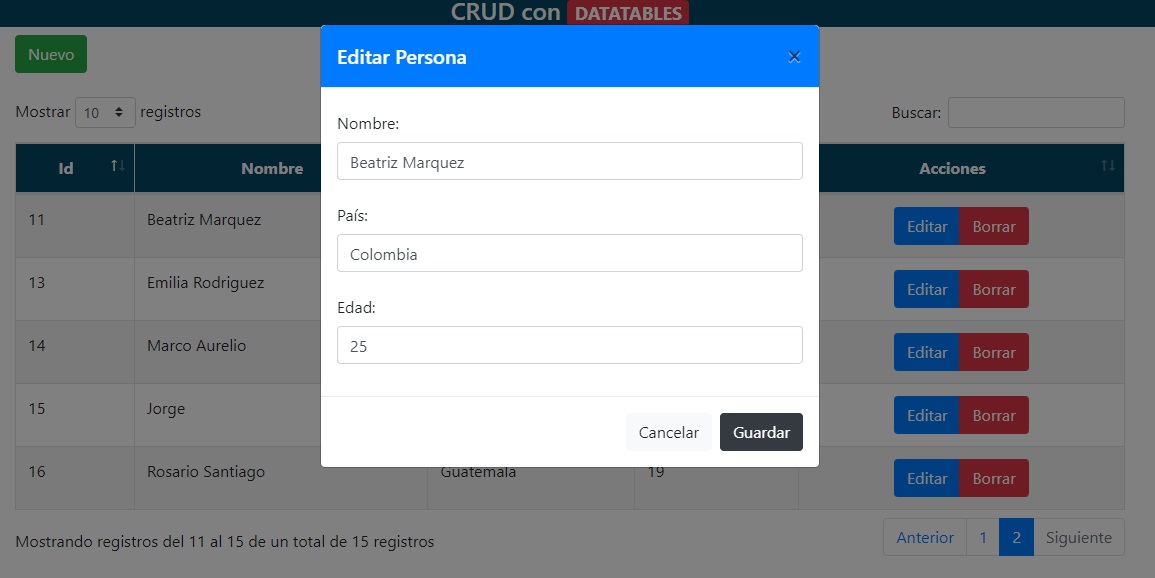 CRUD con DATATABLES
Nuevo
Editar Persona ×
Mostrar 10 registros
Buscar:
Id Nombre Acciones
Nombre:
Beatriz Marquez
País:
Colombia
Edad:
25
Cancelar Guardar
11 Beatriz Marquez Editar Borrar
13 Emilia Rodriguez Editar Borrar
14 Marco Aurelio Editar Borrar
15 Jorge Editar Borrar
16 Rosario Santiago Guatemala 19 Editar Borrar
Mostrando registros del 11 al 15 de un total de 15 registros
Anterior 1 2 Siguiente